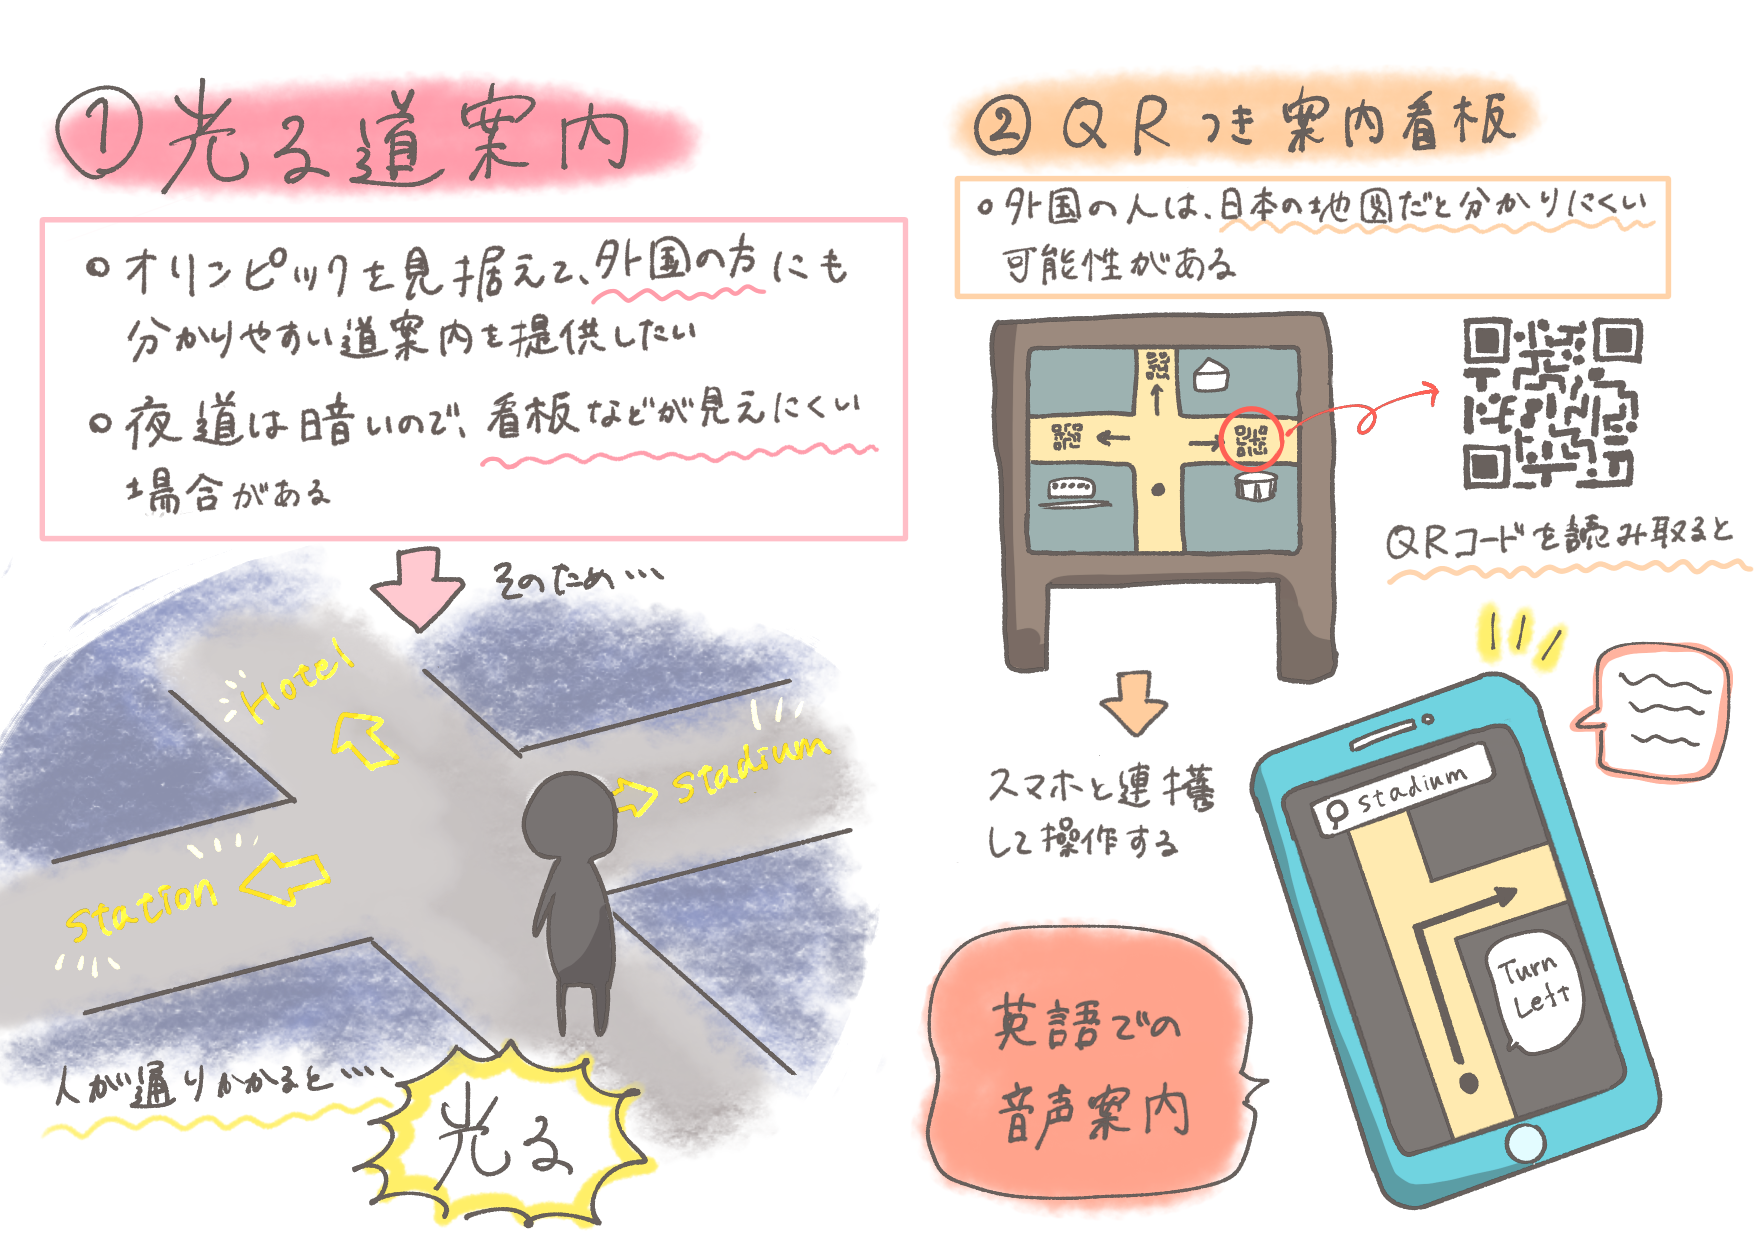 ①光る道案内
○オリンピックを見据えて、外国の方にも
分かりやすい道案内を提供したい
○夜道は暗いので、看板などが見えにくい
場合がある
そのため…
Hotel
stadium
station
人が通りかかると……
光る
②QRつき案内看板
○外国の人は、日本の地図だと分かりにくい
可能性がある
QRコードを読み取ると
スマホと連携
して操作する
stadium
Turn
Left
英語での
音声案内